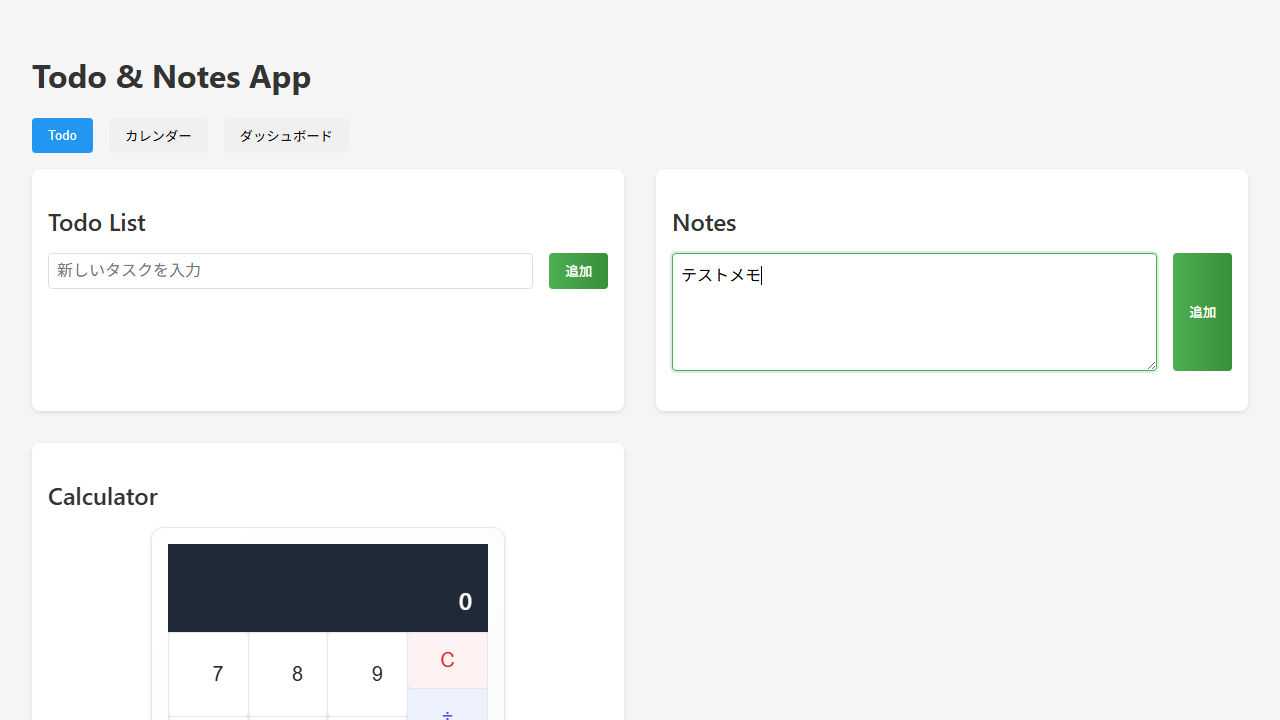 Todo & Notes App
Todo
カレンダー
ダッシュボード
Todo List
新しいタスクを入力
追加
Notes
テストメモ
追加
Calculator
0
7
8
9
C
÷